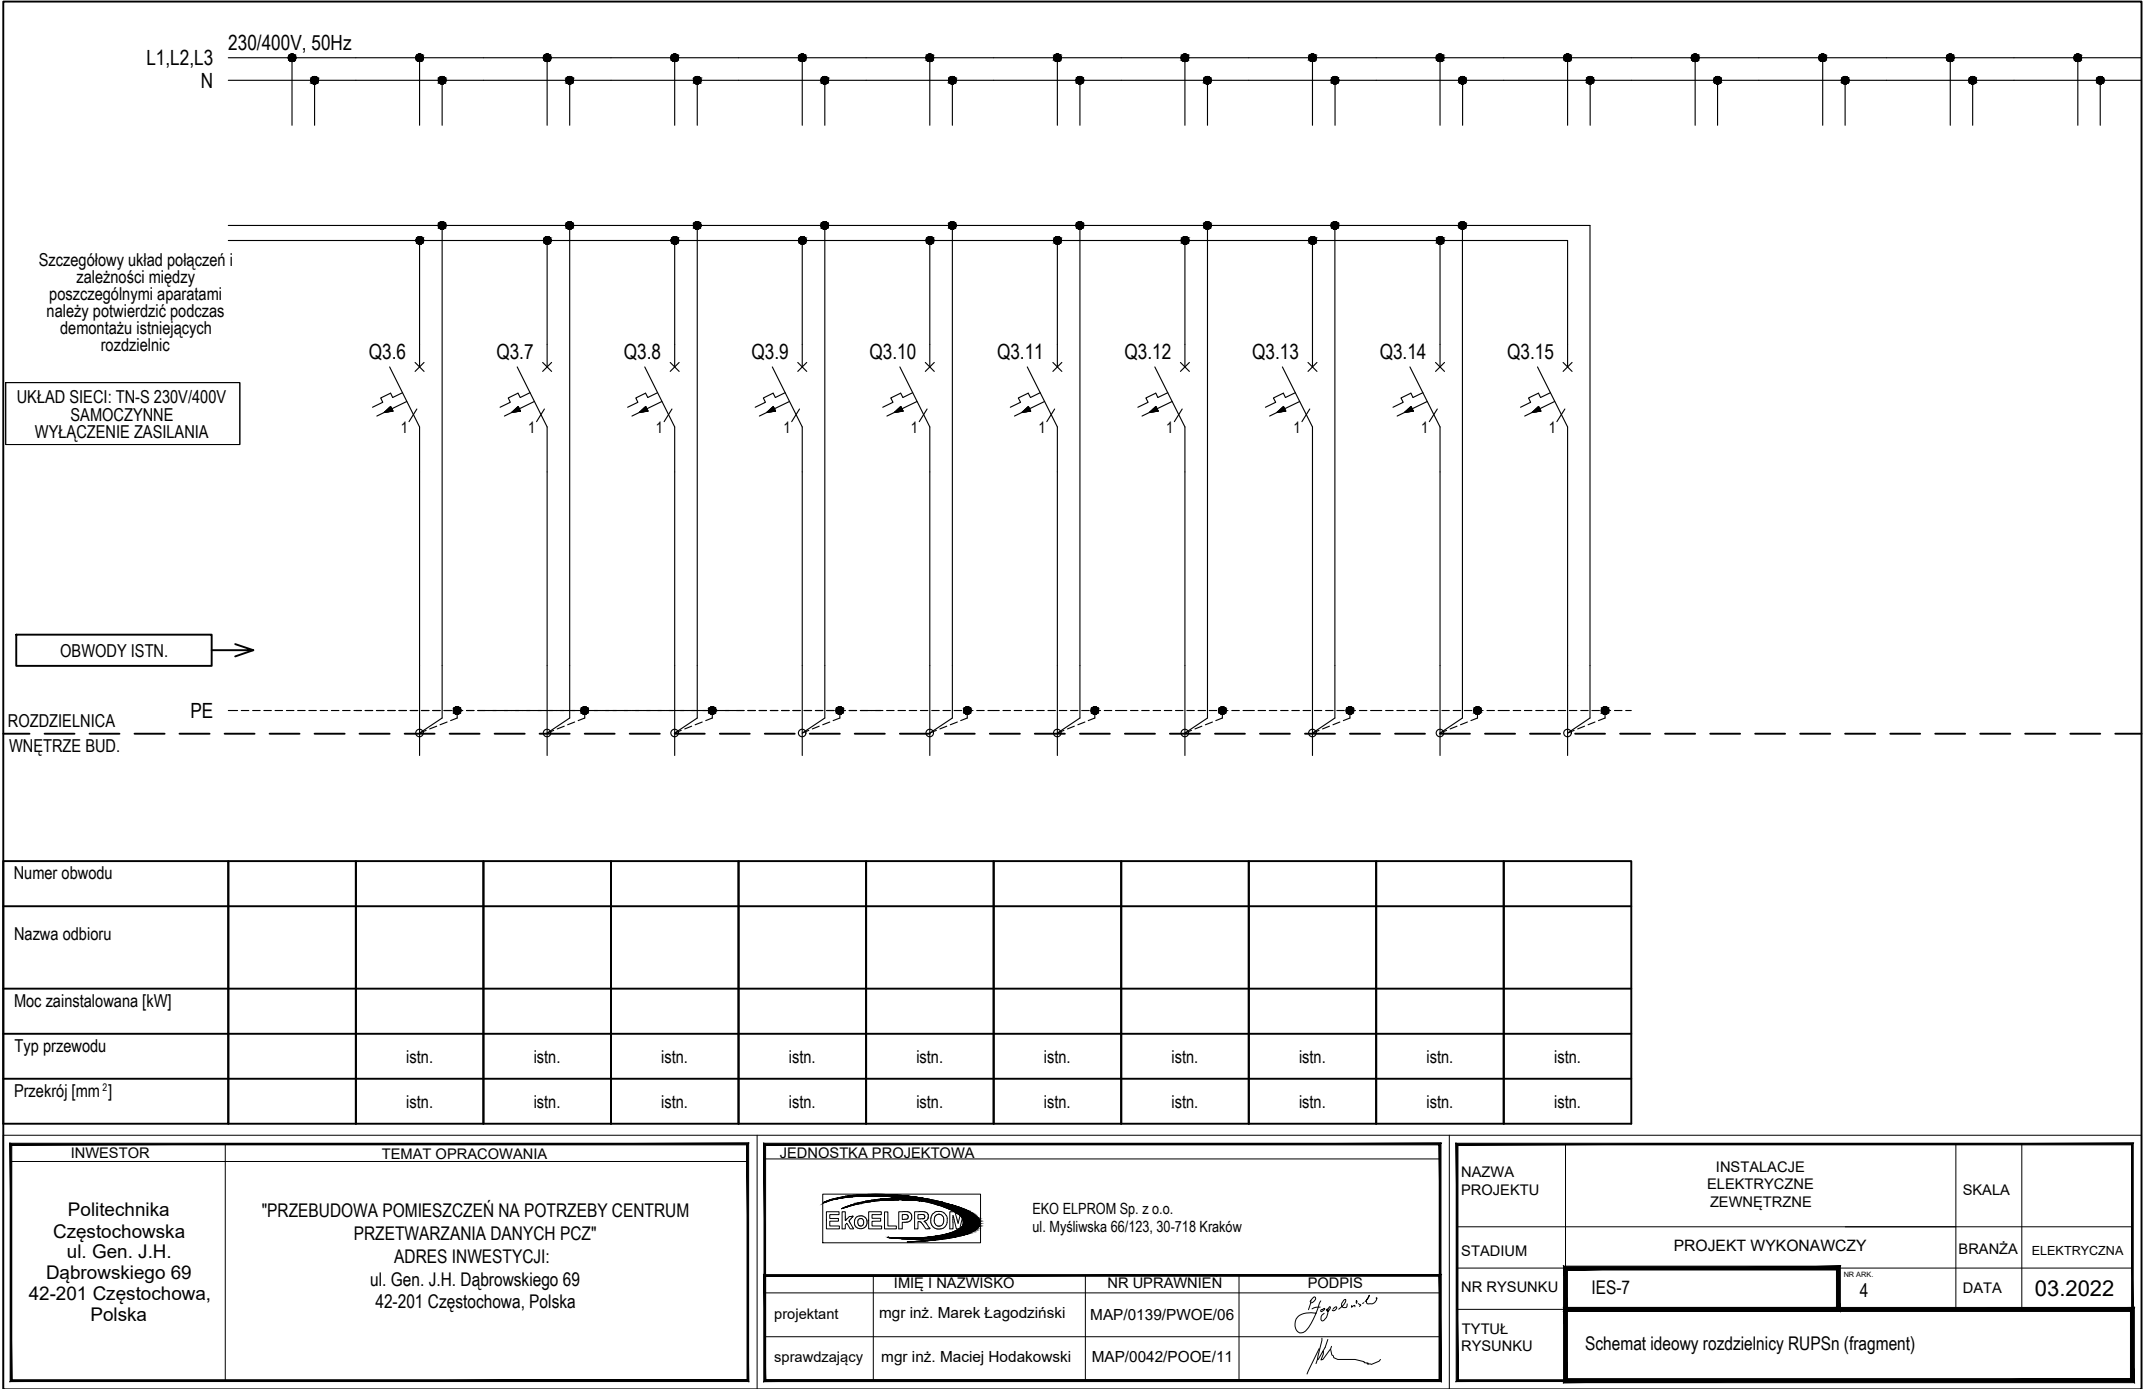 230/400V, 50Hz
L1,L2,L3
N
Szczegółowy układ połączeń i
zależności między
poszczególnymi aparatami
należy potwierdzić podczas
demontażu istniejących
rozdzielnic
Q3.6 Q3.7 Q3.8 Q3.9 Q3.10 Q3.11 Q3.12 Q3.13 Q3.14 Q3.15
UKŁAD SIECI: TN-S 230V/400V
SAMOCZYNNE
WYŁĄCZENIE ZASILANIA
1 1 1 1 1 1 1 1 1 1
OBWODY ISTN.
PE
ROZDZIELNICA
WNĘTRZE BUD.
Numer obwodu
Nazwa odbioru
Moc zainstalowana [kW]
Typ przewodu istn. istn. istn. istn. istn. istn. istn. istn. istn. istn.
Przekrój [mm²] istn. istn. istn. istn. istn. istn. istn. istn. istn. istn.
INWESTOR
Politechnika
Częstochowska
ul. Gen. J.H.
Dąbrowskiego 69
42-201 Częstochowa,
Polska
TEMAT OPRACOWANIA
"PRZEBUDOWA POMIESZCZEŃ NA POTRZEBY CENTRUM
PRZETWARZANIA DANYCH PCZ"
ADRES INWESTYCJI:
ul. Gen. J.H. Dąbrowskiego 69
42-201 Częstochowa, Polska
JEDNOSTKA PROJEKTOWA
EkoELPROM
EKO ELPROM Sp. z o.o.
ul. Myśliwska 66/123, 30-718 Kraków
IMIĘ I NAZWISKO NR UPRAWNIEŃ PODPIS
projektant mgr inż. Marek Łagodziński MAP/0139/PWOE/06
sprawdzający mgr inż. Maciej Hodakowski MAP/0042/POOE/11
NAZWA
PROJEKTU
INSTALACJE
ELEKTRYCZNE
ZEWNĘTRZNE
SKALA
STADIUM PROJEKT WYKONAWCZY BRANŻA ELEKTRYCZNA
NR RYSUNKU IES-7
NR ARK.
4
DATA 03.2022
TYTUŁ
RYSUNKU
Schemat ideowy rozdzielnicy RUPSn (fragment)